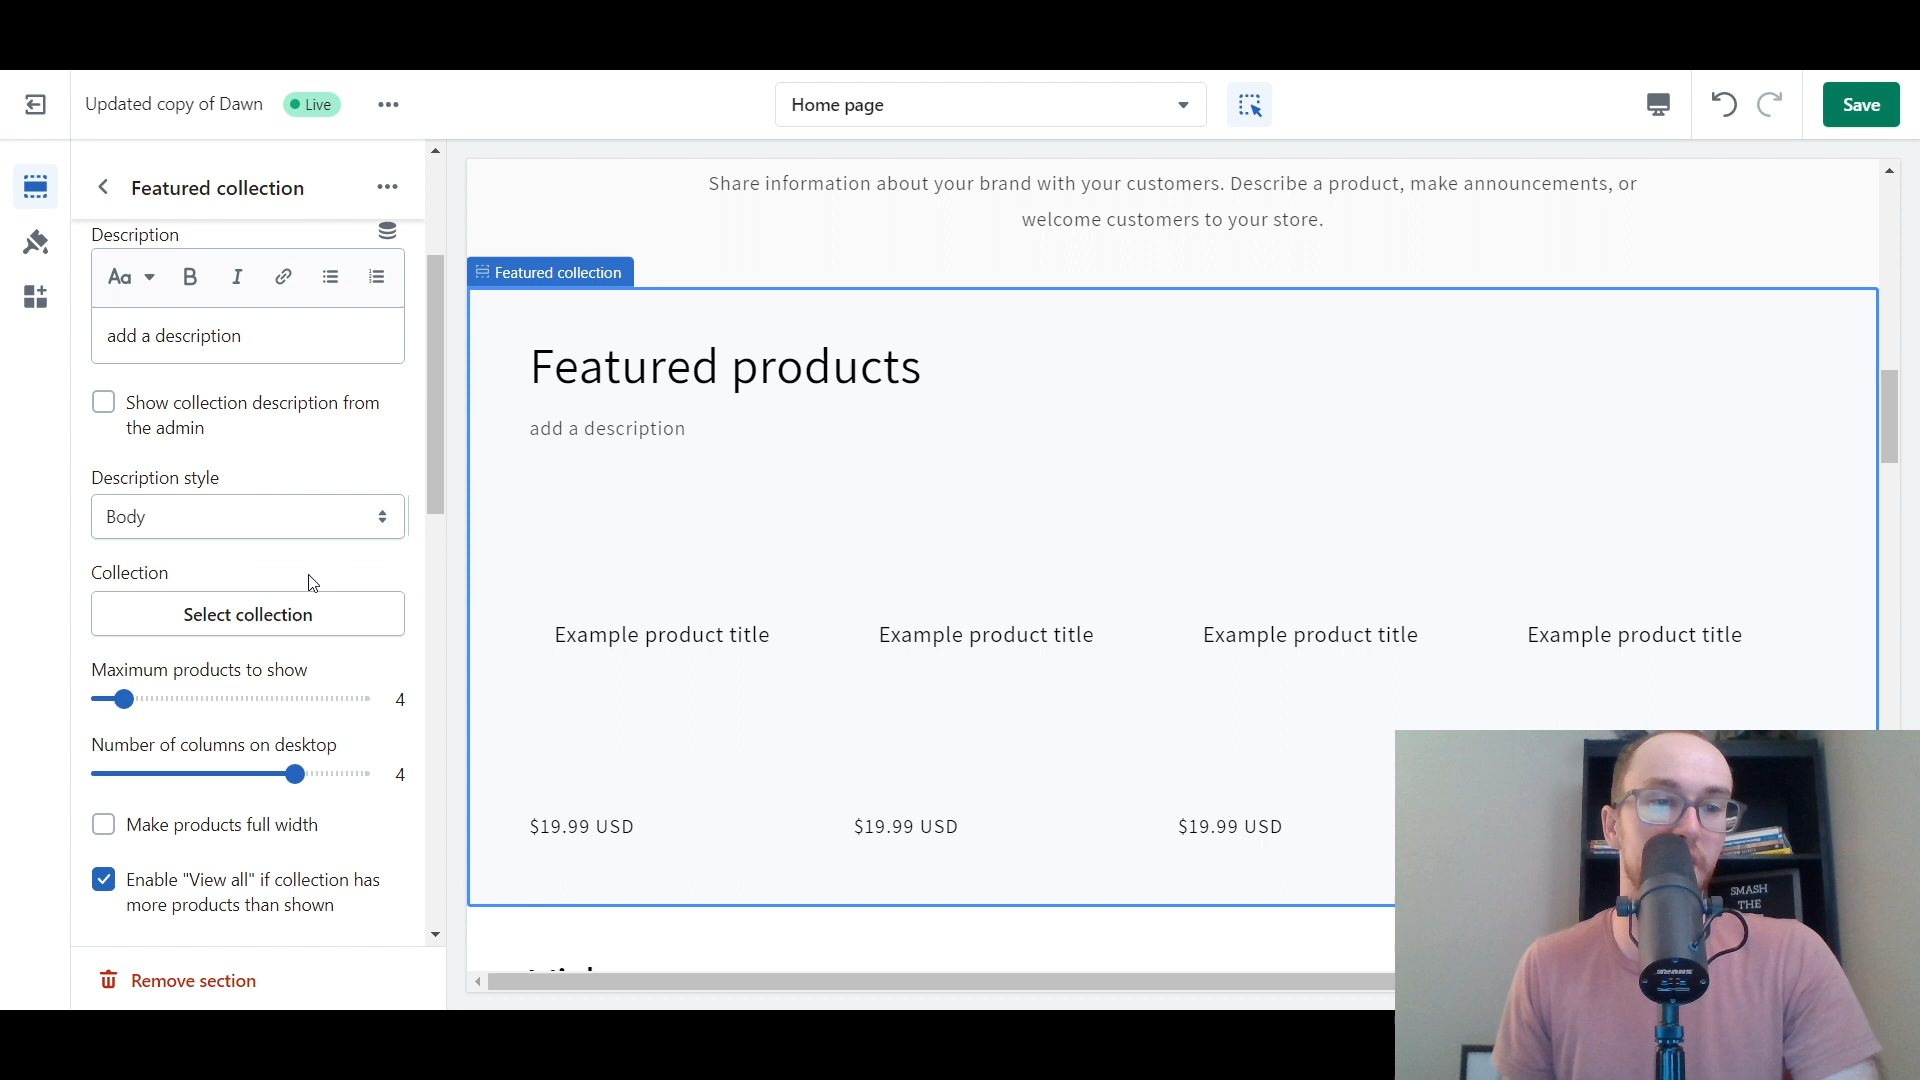 Updated copy of Dawn
Live
Home page
Save
Featured collection
Description
Aa
B
I
add a description
Show collection description from
the admin
Description style
Body
Collection
Select collection
Maximum products to show
4
Number of columns on desktop
4
Make products full width
Enable "View all" if collection has
more products than shown
Remove section
Share information about your brand with your customers. Describe a product, make announcements, or
welcome customers to your store.
Featured collection
Featured products
add a description
Example product title
Example product title
Example product title
Example product title
$19.99 USD
$19.99 USD
$19.99 USD
SMASH
THE